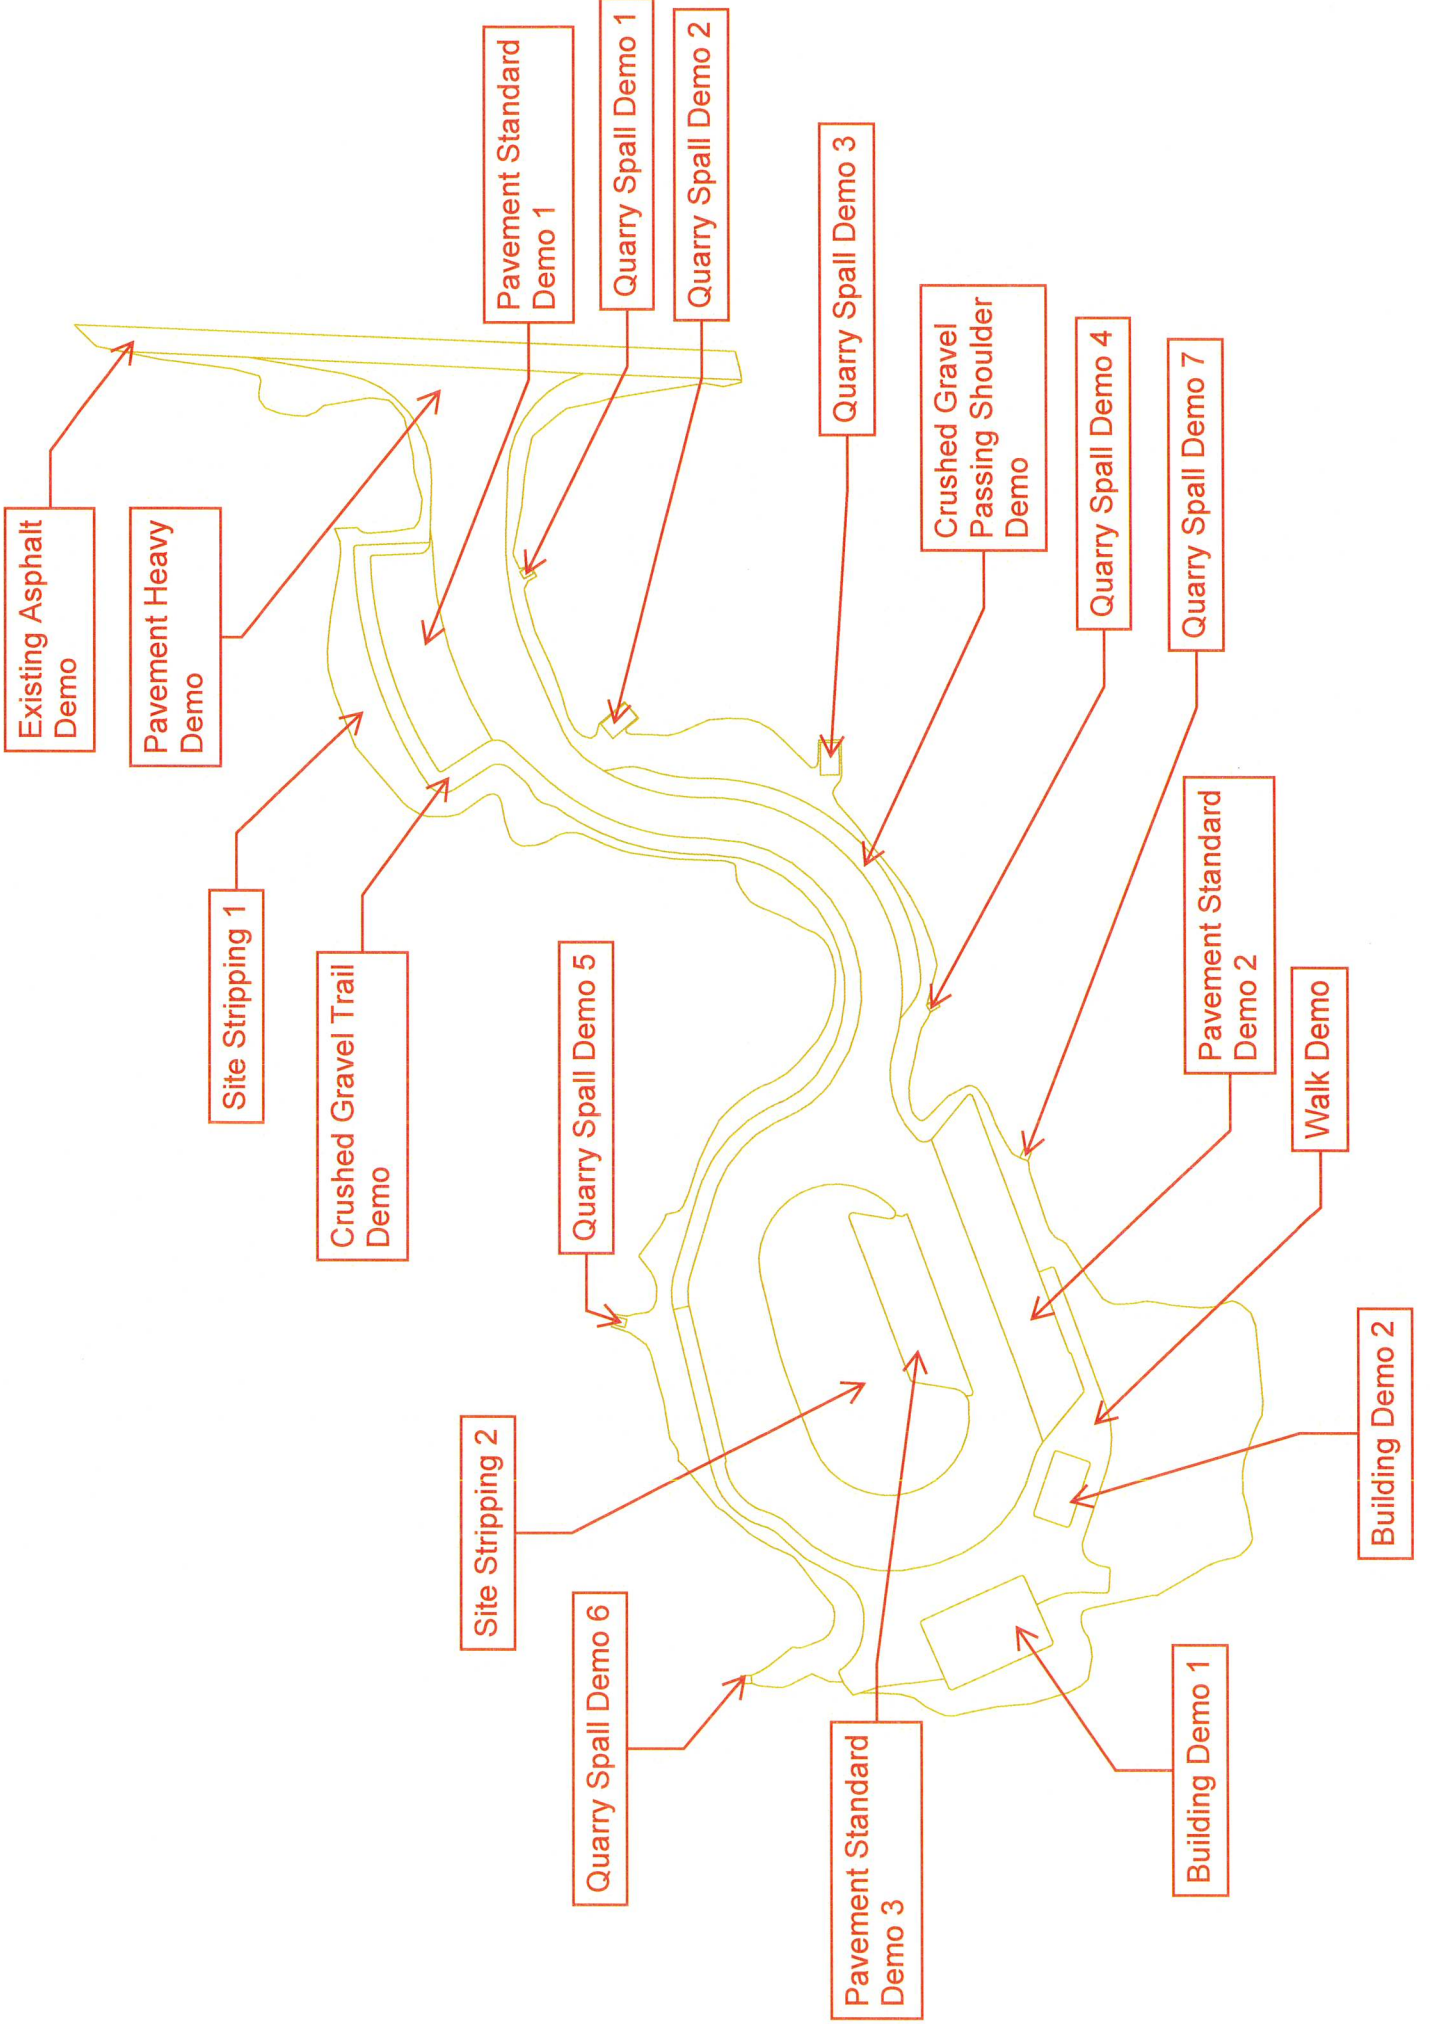 Existing Asphalt
Demo
Pavement Heavy
Demo
Site Stripping 1
Crushed Gravel Trail
Demo
Quarry Spall Demo 5
Site Stripping 2
Quarry Spall Demo 6
Pavement Standard
Demo 3
Building Demo 1
Building Demo 2
Walk Demo
Pavement Standard
Demo 2
Quarry Spall Demo 7
Quarry Spall Demo 4
Crushed Gravel
Passing Shoulder
Demo
Quarry Spall Demo 3
Quarry Spall Demo 2
Quarry Spall Demo 1
Pavement Standard
Demo 1